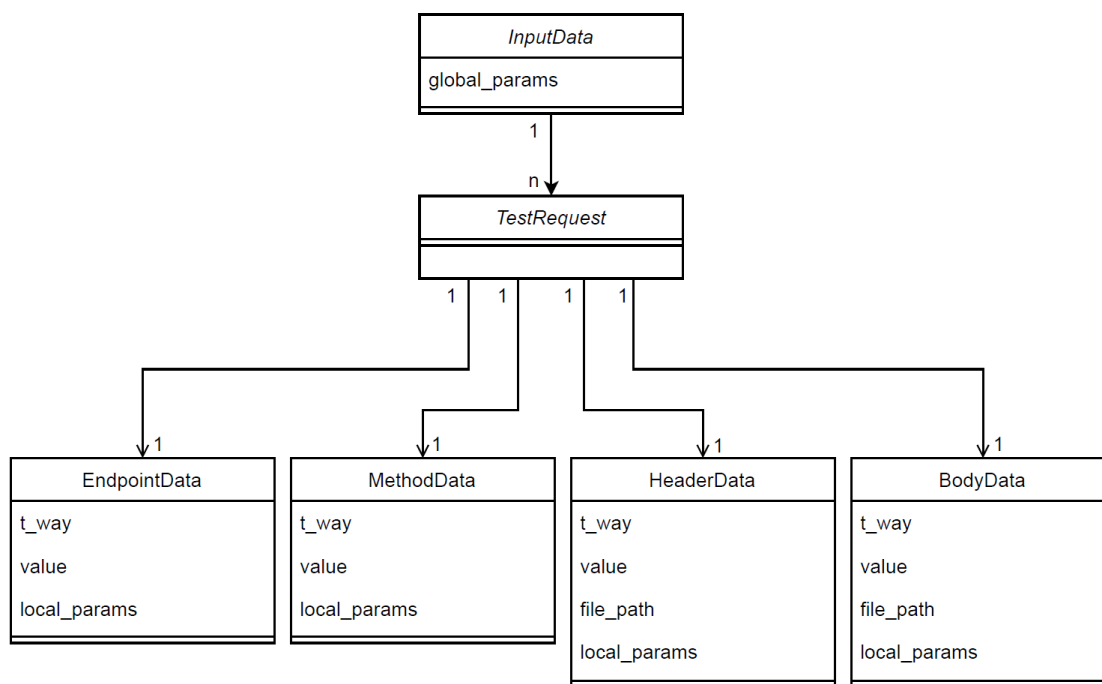 InputData
global_params
1
n
TestRequest
1 1 1 1
1 1 1 1
EndpointData
t_way
value
local_params
MethodData
t_way
value
local_params
HeaderData
t_way
value
file_path
local_params
BodyData
t_way
value
file_path
local_params